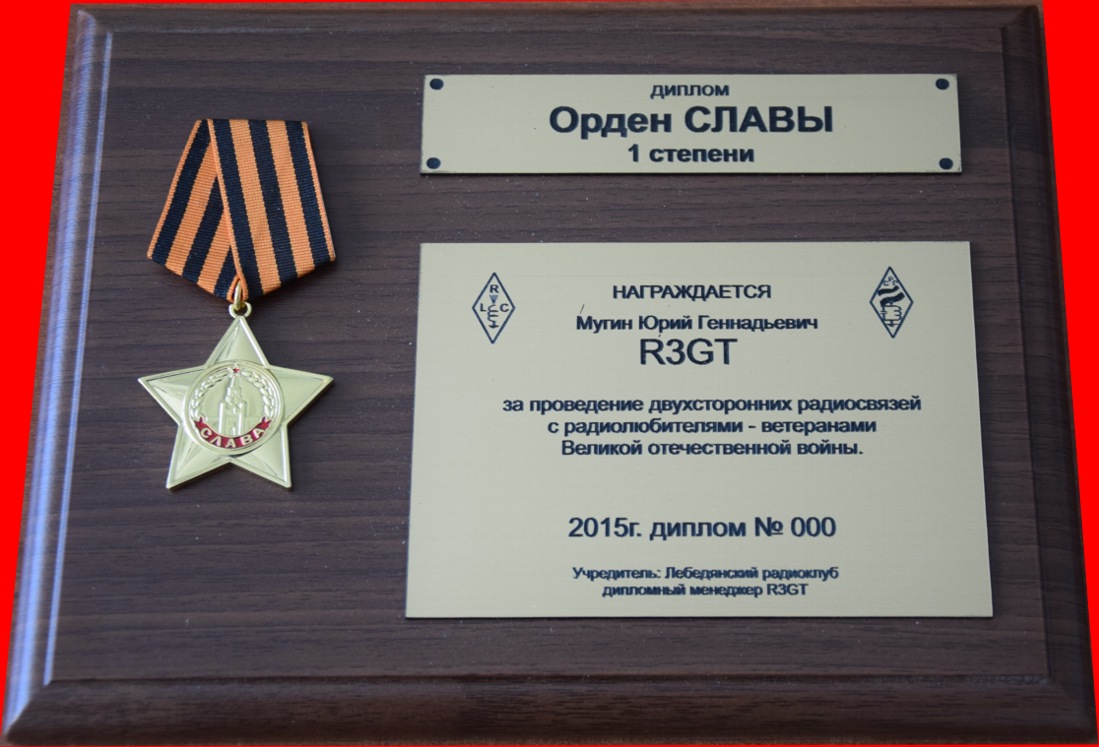 диплом
Орден СЛАВЫ
1 степени
R
L C
НАГРАЖДАЕТСЯ
Мугин Юрий Геннадьевич
R3GT
за проведение двухсторонних радиосвязей
с радиолюбителями - ветеранами
Великой отечественной войны.
2015г. диплом № 000
Учредитель: Лебедянский радиоклуб
дипломный менеджер R3GT
СЛАВА